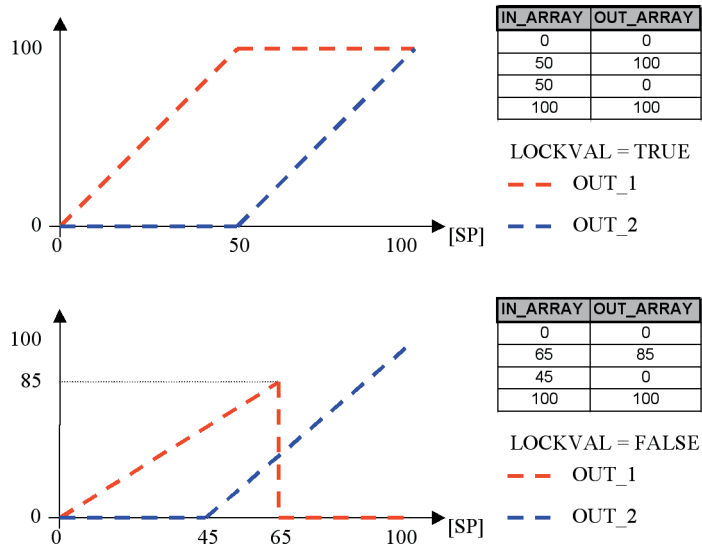 100
0
0
50
100
[SP]
IN_ARRAY OUT_ARRAY
0 0
50 100
50 0
100 100
LOCKVAL = TRUE
OUT_1
OUT_2
100
85
0
0
45
65
100
[SP]
IN_ARRAY OUT_ARRAY
0 0
65 85
45 0
100 100
LOCKVAL = FALSE
OUT_1
OUT_2